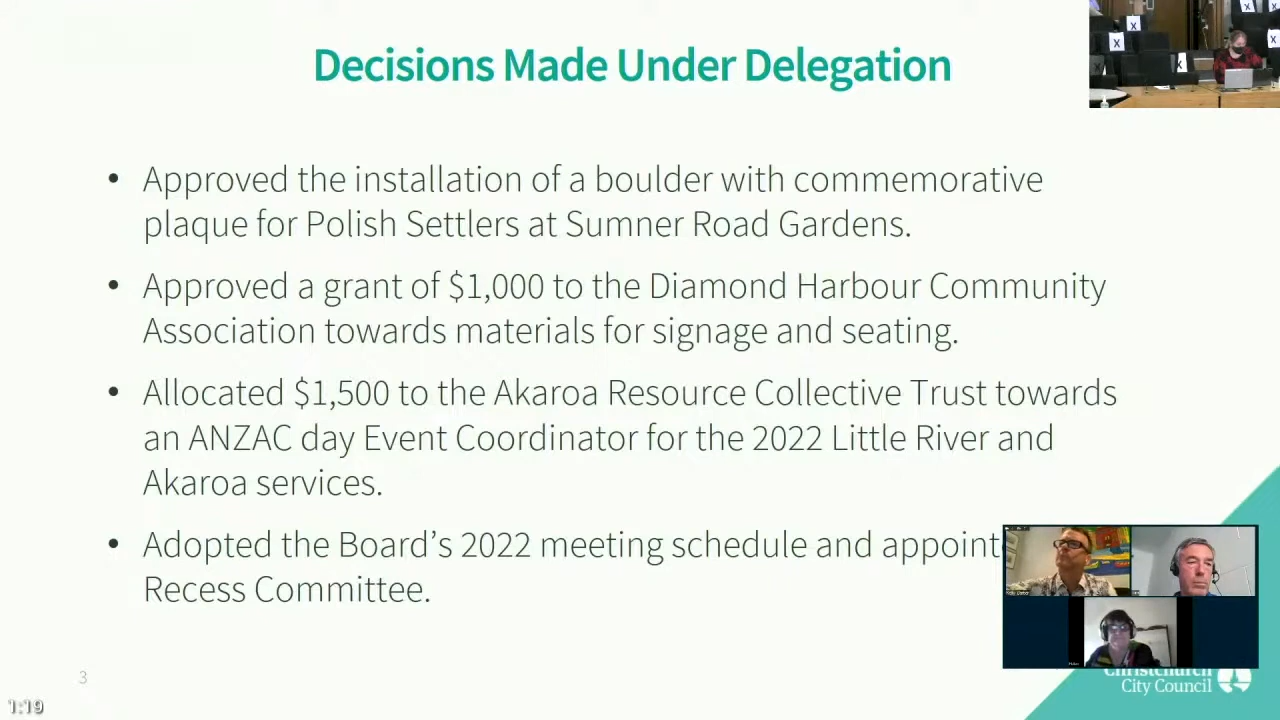 Decisions Made Under Delegation
• Approved the installation of a boulder with commemorative
plaque for Polish Settlers at Sumner Road Gardens.
• Approved a grant of $1,000 to the Diamond Harbour Community
Association towards materials for signage and seating.
• Allocated $1,500 to the Akaroa Resource Collective Trust towards
an ANZAC day Event Coordinator for the 2022 Little River and
Akaroa services.
• Adopted the Board’s 2022 meeting schedule and appoint
Recess Committee.
3
Christchurch
City Council
1:19
X
X
X
X
X
X